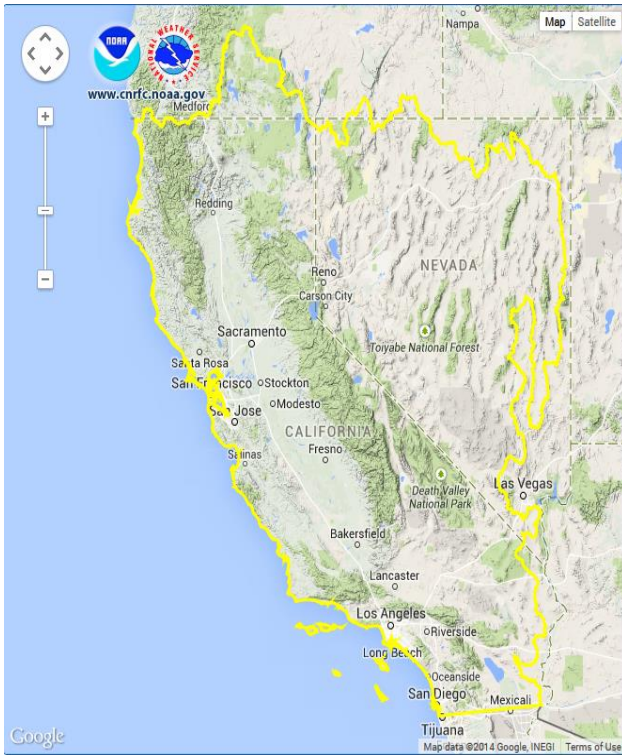 Nampa
Map
Satellite
NOAA
NATIONAL WEATHER SERVICE
www.cnrfc.noaa.gov
Medford
+
Redding
−
NEVADA
Reno
Carson City
Sacramento
Toiyabe National Forest
Santa Rosa
San Francisco
Stockton
San Jose
Modesto
CALIFORNIA
Salinas
Fresno
Las Vegas
Death Valley
National Park
Bakersfield
Lancaster
Los Angeles
Riverside
Long Beach
Oceanside
San Diego
Mexicali
Tijuana
Google
Map data ©2014 Google, INEGI
Terms of Use